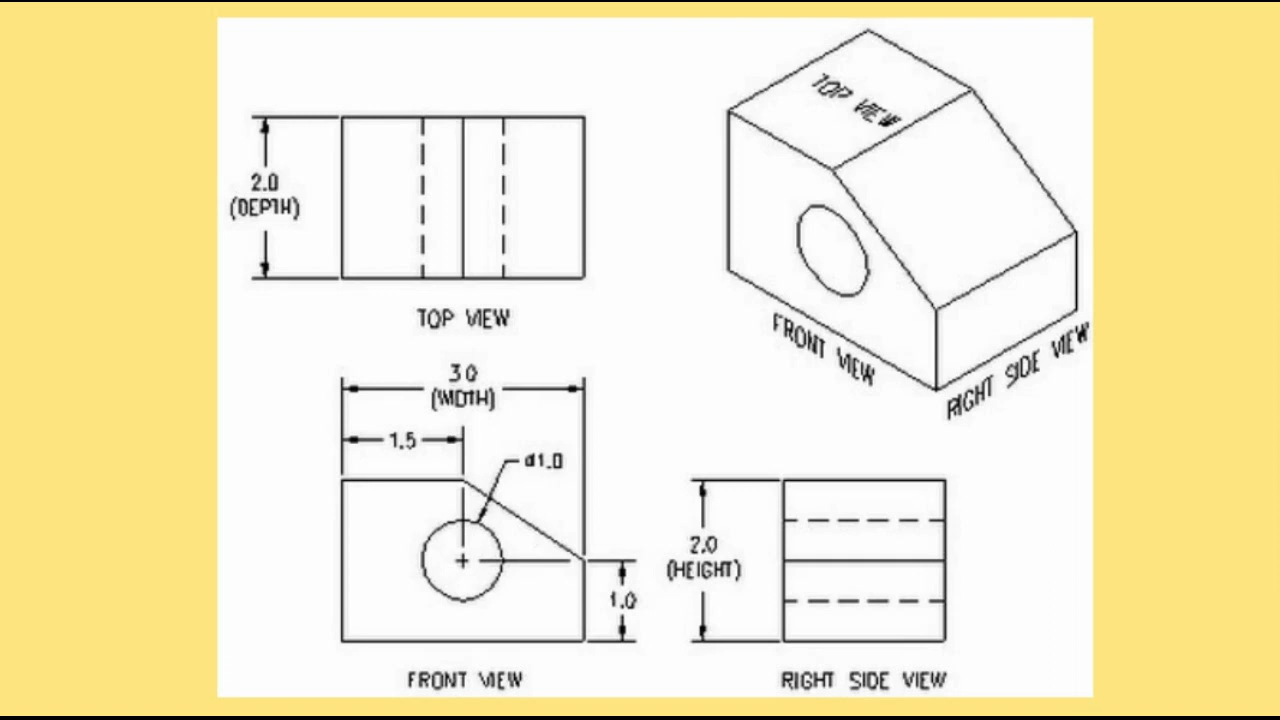 TOP VIEW
2.0
(DEPTH)
TOP VIEW
FRONT VIEW
RIGHT SIDE VIEW
3.0
(WIDTH)
1.5
d1.0
2.0
(HEIGHT)
1.0
FRONT VIEW
RIGHT SIDE VIEW